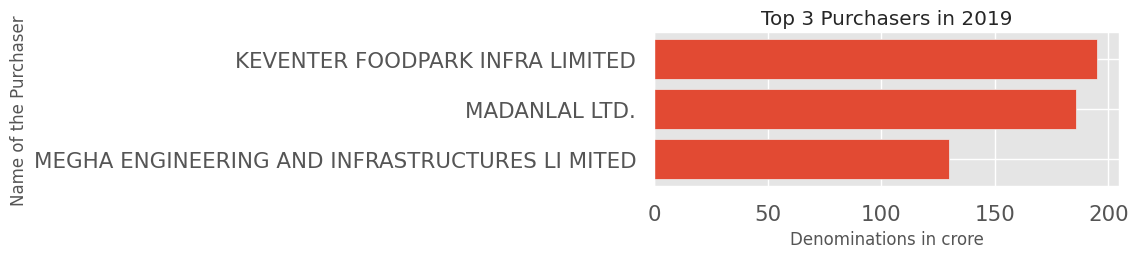 Top 3 Purchasers in 2019
Name of the Purchaser
KEVENTER FOODPARK INFRA LIMITED
MADANLAL LTD.
MEGHA ENGINEERING AND INFRASTRUCTURES LI MITED
0 50 100 150 200
Denominations in crore